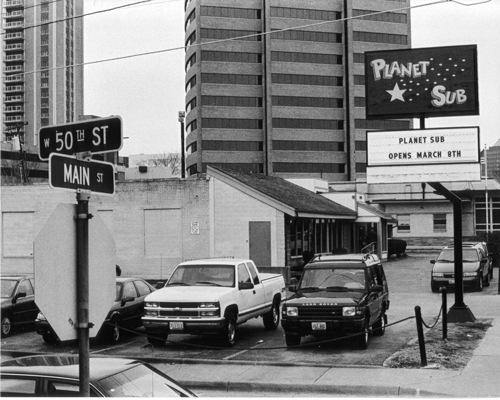 W 50TH ST
MAIN ST
PLANET
SUB
PLANET SUB
OPENS MARCH 8TH